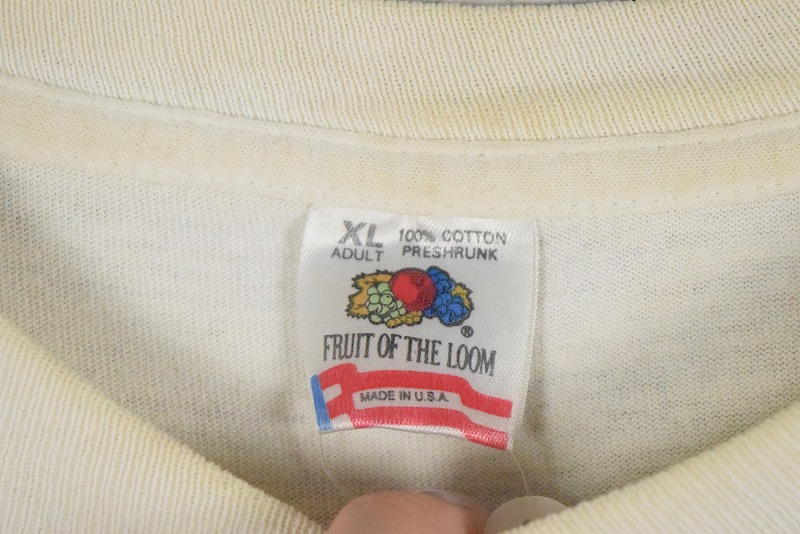 XL 100% COTTON
ADULT PRESHRUNK
®
FRUIT OF THE LOOM
MADE IN U.S.A.